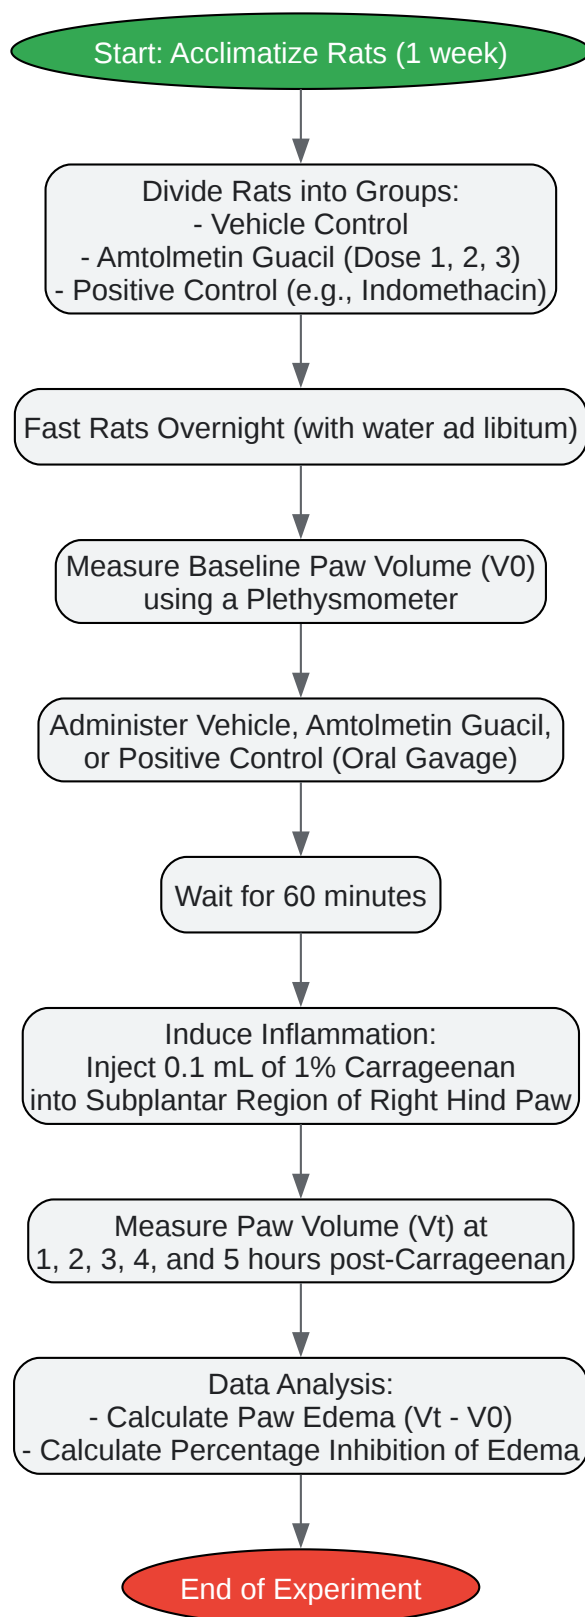 Start: Acclimatize Rats (1 week)
Divide Rats into Groups:
- Vehicle Control
- Amtolmetin Guacil (Dose 1, 2, 3)
- Positive Control (e.g., Indomethacin)
Fast Rats Overnight (with water ad libitum)
Measure Baseline Paw Volume (V0)
using a Plethysmometer
Administer Vehicle, Amtolmetin Guacil,
or Positive Control (Oral Gavage)
Wait for 60 minutes
Induce Inflammation:
Inject 0.1 mL of 1% Carrageenan
into Subplantar Region of Right Hind Paw
Measure Paw Volume (Vt) at
1, 2, 3, 4, and 5 hours post-Carrageenan
Data Analysis:
- Calculate Paw Edema (Vt - V0)
- Calculate Percentage Inhibition of Edema
End of Experiment